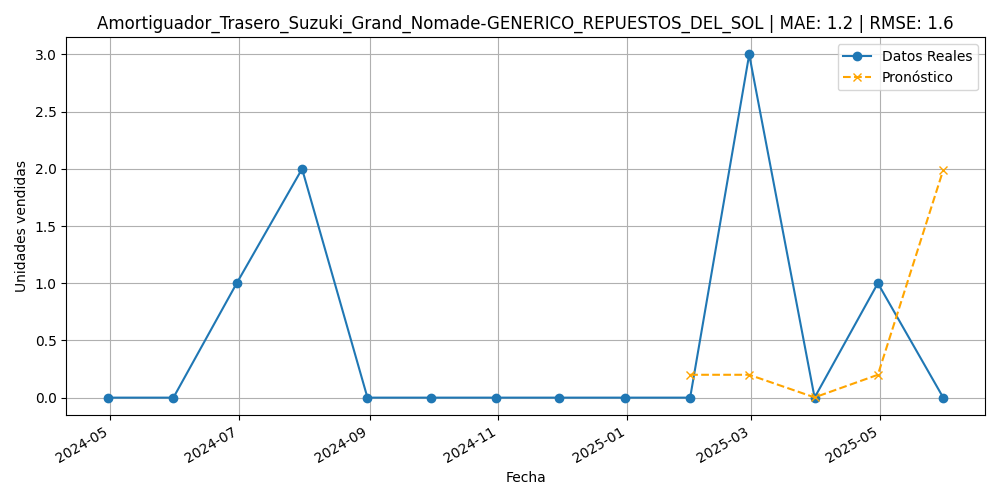 Amortiguador_Trasero_Suzuki_Grand_Nomade-GENERICO_REPUESTOS_DEL_SOL | MAE: 1.2 | RMSE: 1.6
Datos Reales
Pronóstico
Unidades vendidas
3.0
2.5
2.0
1.5
1.0
0.5
0.0
2024-05
2024-07
2024-09
2024-11
2025-01
2025-03
2025-05
Fecha